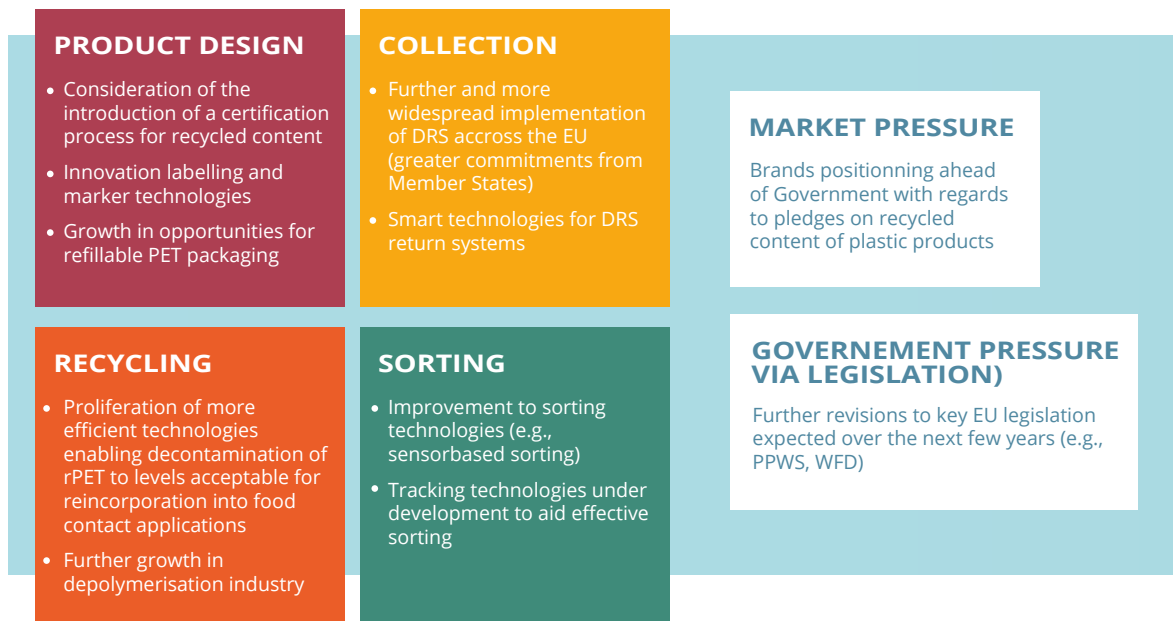 PRODUCT DESIGN
• Consideration of the
introduction of a certification
process for recycled content
• Innovation labelling and
marker technologies
• Growth in opportunities for
refillable PET packaging
COLLECTION
• Further and more
widespread implementation
of DRS accross the EU
(greater commitments from
Member States)
• Smart technologies for DRS
return systems
RECYCLING
• Proliferation of more
efficient technologies
enabling decontamination of
rPET to levels acceptable for
reincorporation into food
contact applications
• Further growth in
depolymerisation industry
SORTING
• Improvement to sorting
technologies (e.g.,
sensorbased sorting)
• Tracking technologies under
development to aid effective
sorting
MARKET PRESSURE
Brands positionning ahead
of Government with regards
to pledges on recycled
content of plastic products
GOVERNEMENT PRESSURE
VIA LEGISLATION)
Further revisions to key EU legislation
expected over the next few years (e.g.,
PPWS, WFD)